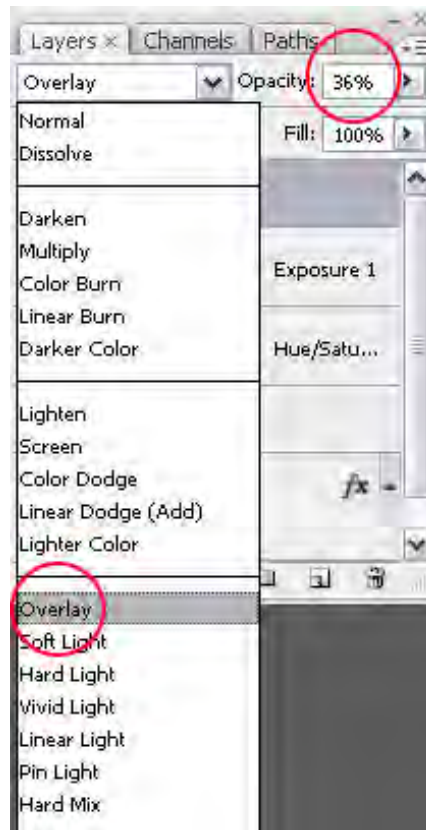 Layers × Channels Paths
Overlay Opacity: 36%
Normal Fill: 100%
Dissolve
Darken
Multiply
Exposure 1
Color Burn
Linear Burn
Darker Color Hue/Satu...
Lighten
Screen
Color Dodge fx
Linear Dodge (Add)
Lighter Color
Overlay
Soft Light
Hard Light
Vivid Light
Linear Light
Pin Light
Hard Mix